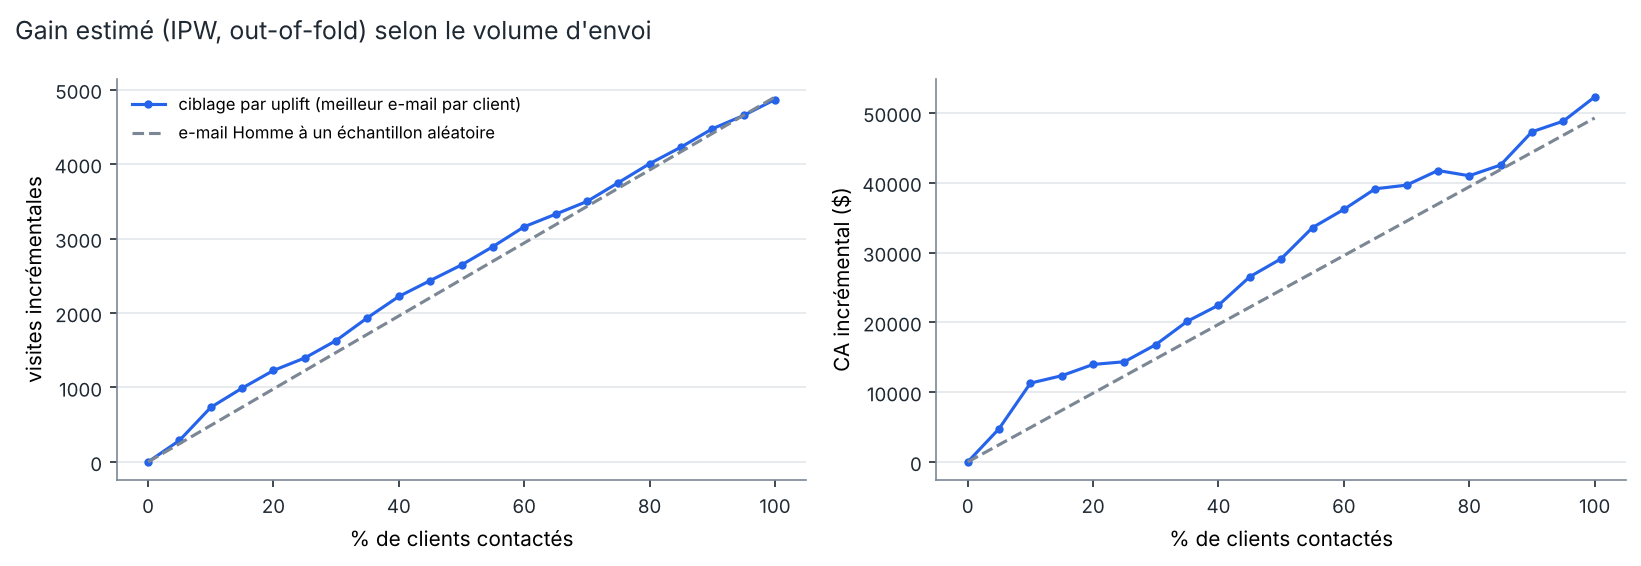 Gain estimé (IPW, out-of-fold) selon le volume d'envoi
visites incrémentales
5000
4000
3000
2000
1000
0
ciblage par uplift (meilleur e-mail par client)
e-mail Homme à un échantillon aléatoire
0 20 40 60 80 100
% de clients contactés
CA incrémental ($)
50000
40000
30000
20000
10000
0
0 20 40 60 80 100
% de clients contactés